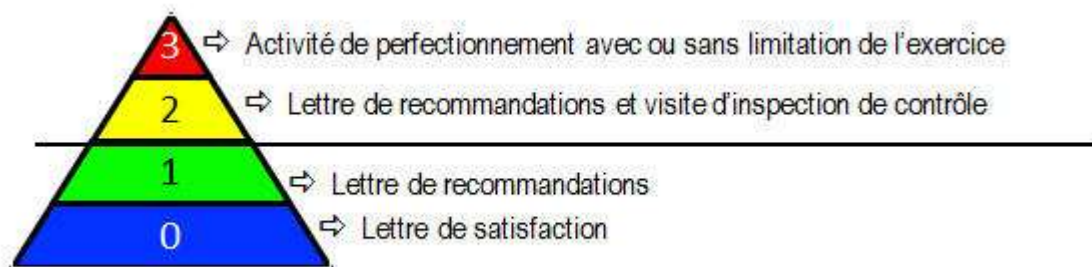 3 ⇨ Activité de perfectionnement avec ou sans limitation de l'exercice
2 ⇨ Lettre de recommandations et visite d'inspection de contrôle
1 ⇨ Lettre de recommandations
0 ⇨ Lettre de satisfaction